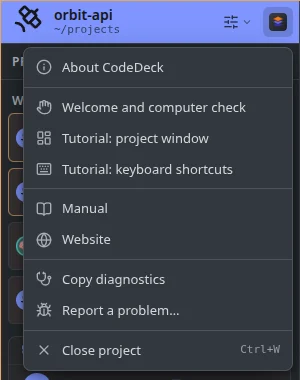 orbit-api
~/projects
About CodeDeck
Welcome and computer check
Tutorial: project window
Tutorial: keyboard shortcuts
Manual
Website
Copy diagnostics
Report a problem...
Close project Ctrl+W